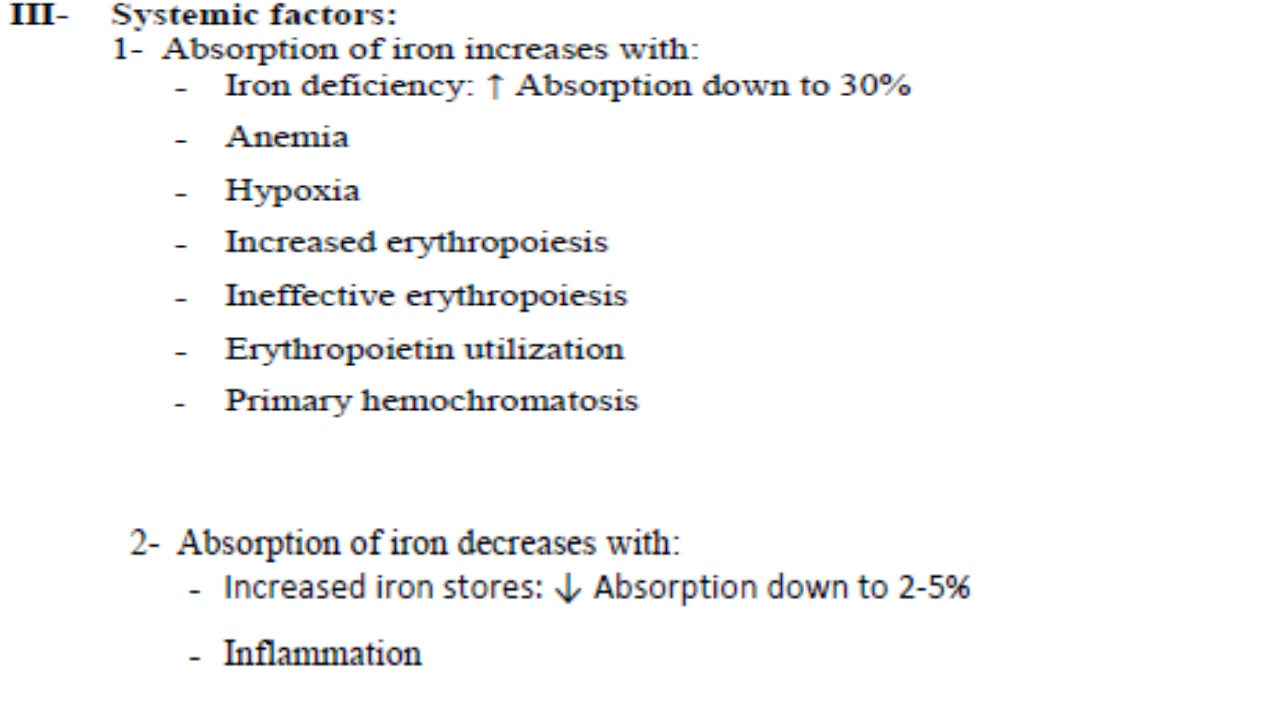 III- Systemic factors:
1- Absorption of iron increases with:
- Iron deficiency: ↑ Absorption down to 30%
- Anemia
- Hypoxia
- Increased erythropoiesis
- Ineffective erythropoiesis
- Erythropoietin utilization
- Primary hemochromatosis
2- Absorption of iron decreases with:
- Increased iron stores: ↓ Absorption down to 2-5%
- Inflammation